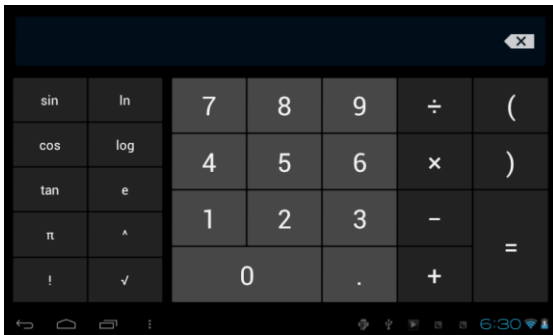 sin ln 7 8 9 ÷ (
cos log 4 5 6 × )
tan e
π ^ 1 2 3 − =
! √ 0 . +
6:30